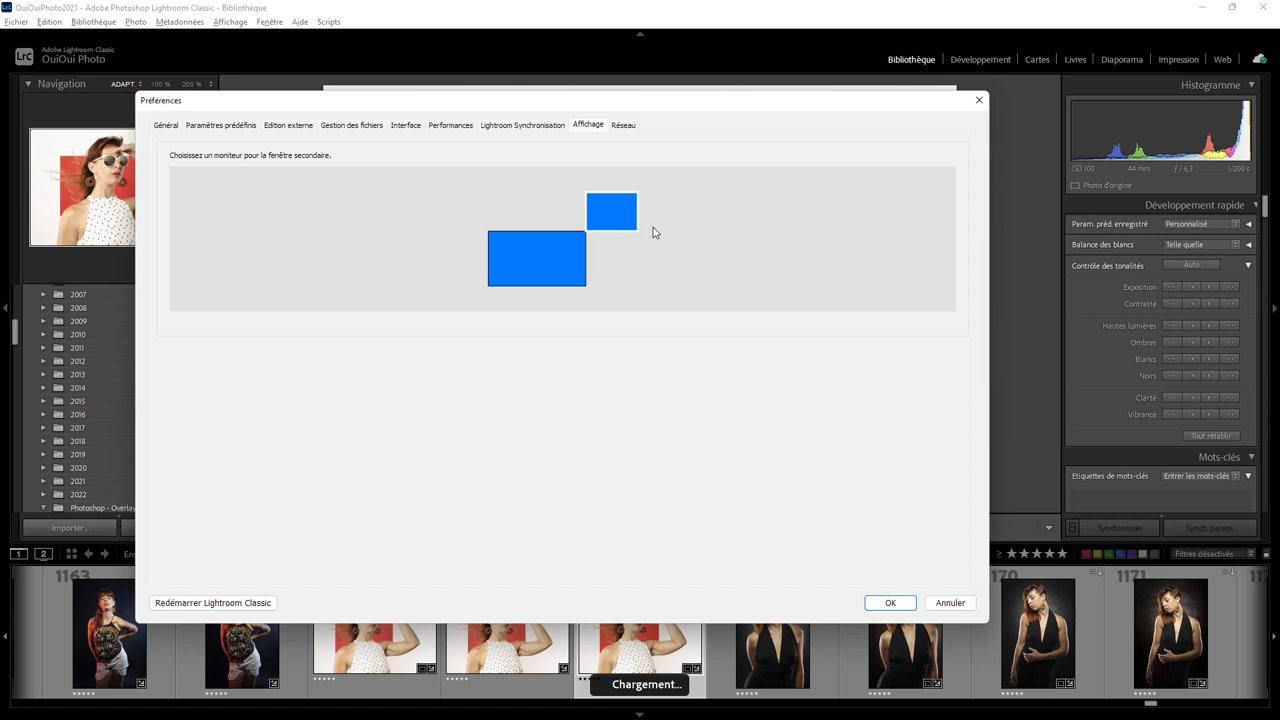 OuiOuiPhoto2021 - Adobe Photoshop Lightroom Classic - Bibliothèque
Fichier Edition Bibliothèque Photo Métadonnées Affichage Fenêtre Aide Scripts
Lrc Adobe Lightroom Classic
OuiOui Photo
Bibliothèque Développement Cartes Livres Diaporama Impression Web
Navigation ADAPT. 100 % 200 %
Histogramme
Préférences
Général Paramètres prédéfinis Edition externe Gestion des fichiers Interface Performances Lightroom Synchronisation Affichage Réseau
Choisissez un moniteur pour la fenêtre secondaire.
ISO 100 44 mm ƒ / 6,3 1/200 s
Photo d'origine
Développement rapide
Param. préd. enregistré Personnalisé
Balance des blancs Telle quelle
Contrôle des tonalités Auto
Exposition
Contraste
Hautes lumières
Ombres
Blancs
Noirs
Clarté
Vibrance
Tout rétablir
Mots-clés
Etiquettes de mots-clés Entrer les mots-clés
2007
2008
2009
2010
2011
2012
2013
2014
2015
2016
2017
2018
2019
2020
2021
2022
Photoshop - Overlay
Importer...
Synchroniser Synch. param.
Redémarrer Lightroom Classic OK Annuler
1 2 Filtres désactivés
1163 1171
Chargement...